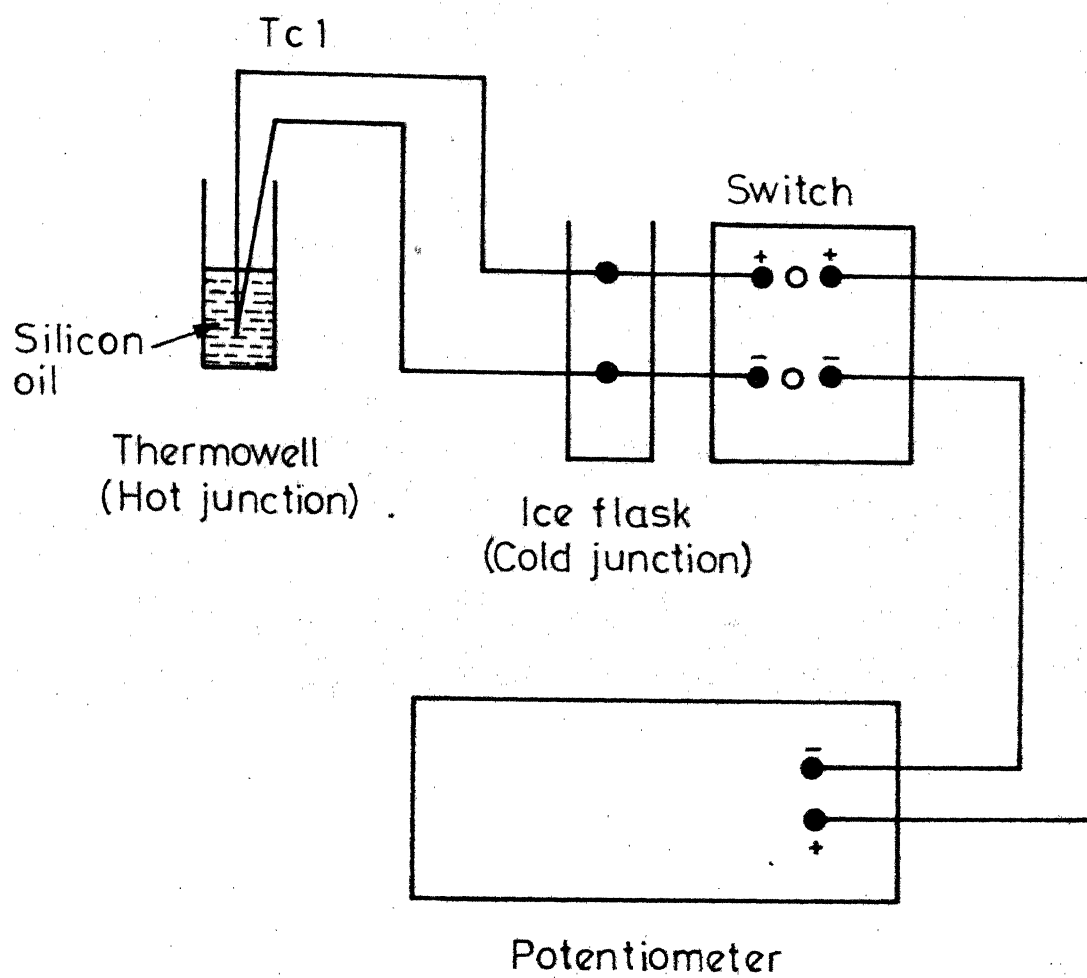 Tc 1
Switch
+ +
- -
Silicon
oil
Thermowell
(Hot junction)
Ice flask
(Cold junction)
-
+
Potentiometer